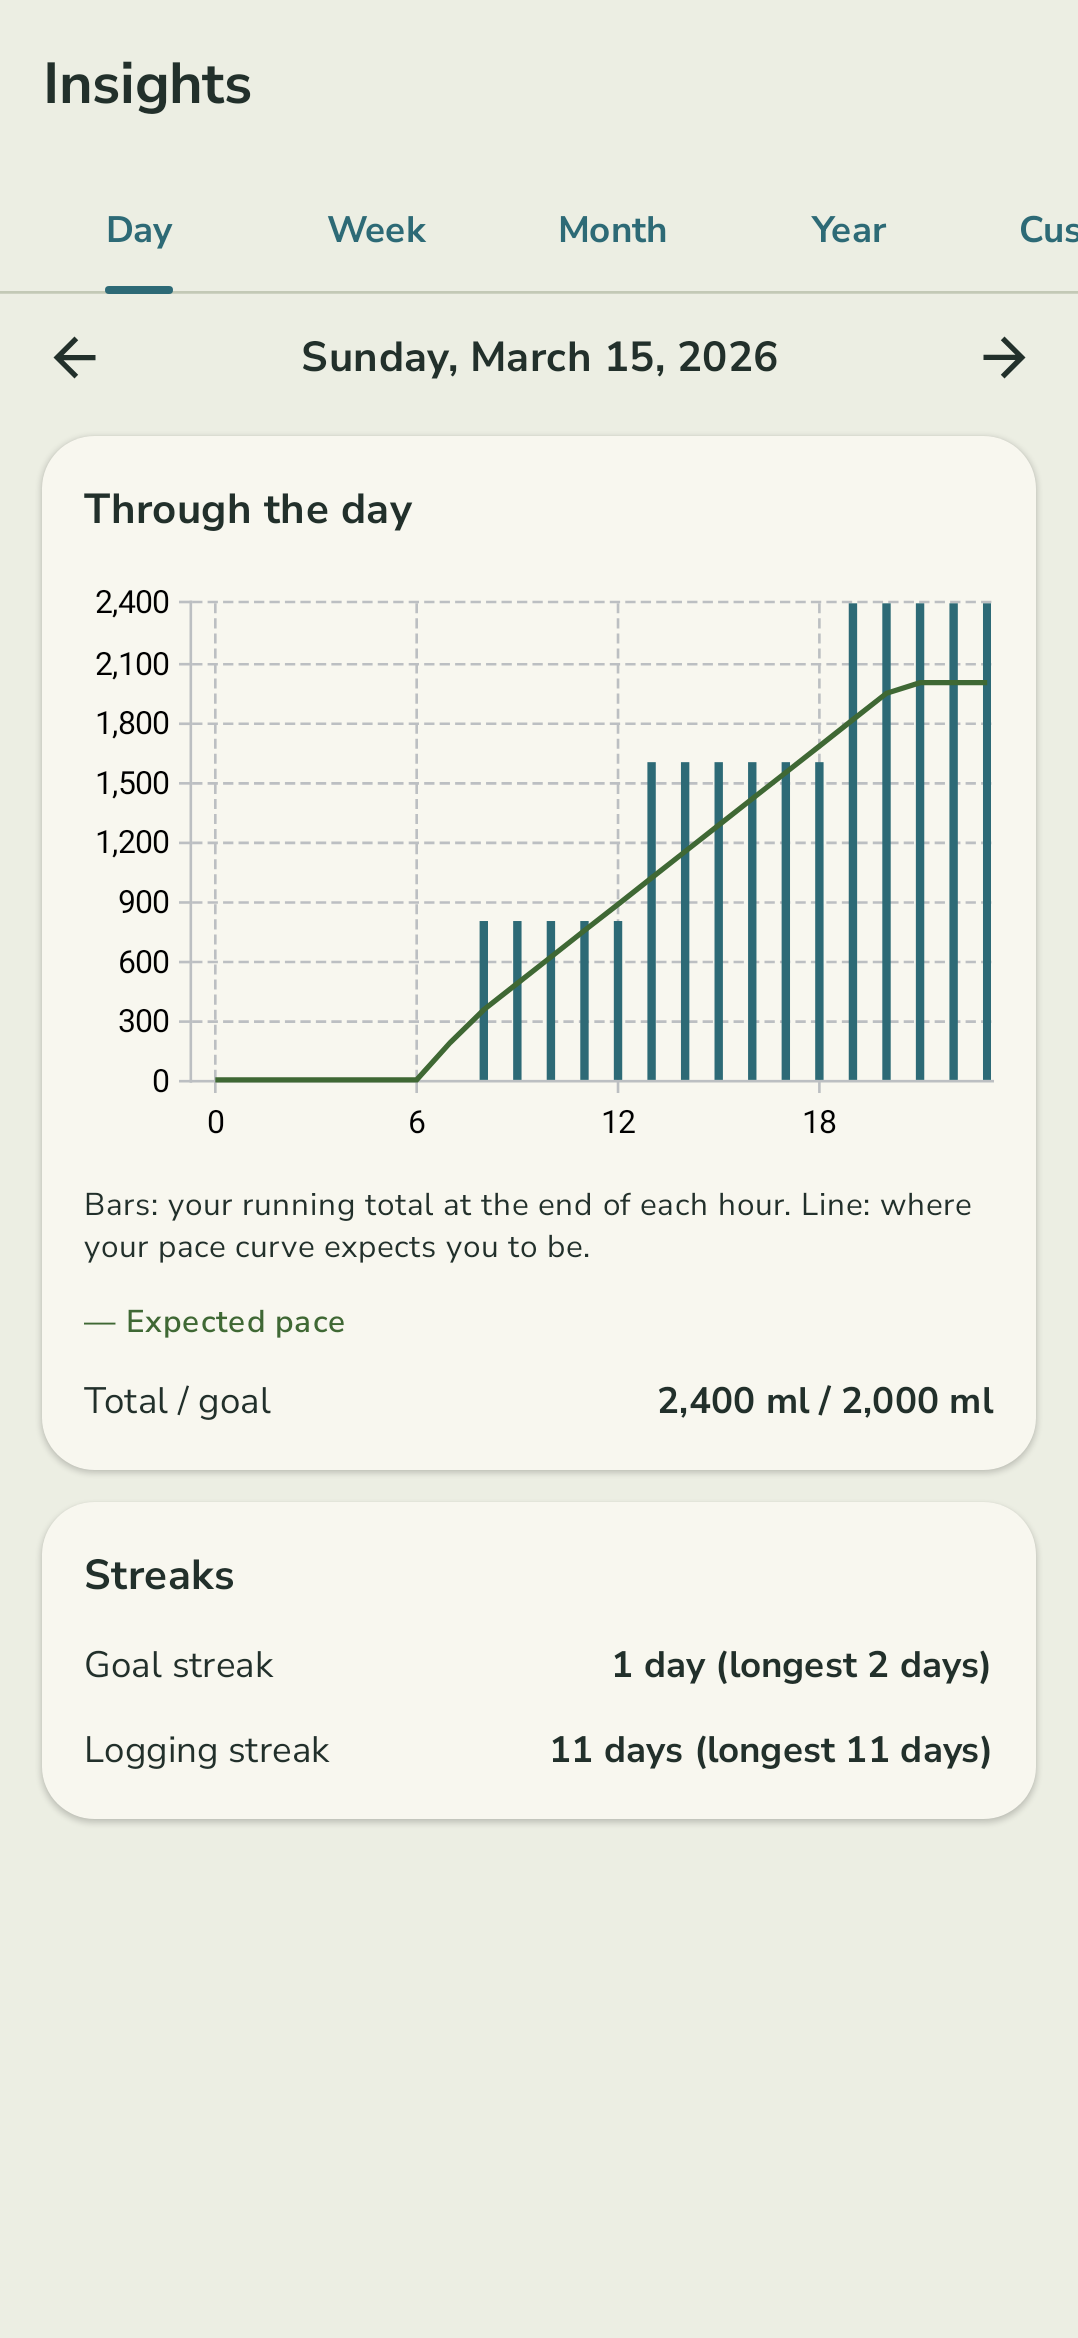 Insights
Day Week Month Year Cus
Sunday, March 15, 2026
Through the day
2,400
2,100
1,800
1,500
1,200
900
600
300
0
0 6 12 18
Bars: your running total at the end of each hour. Line: where
your pace curve expects you to be.
— Expected pace
Total / goal 2,400 ml / 2,000 ml
Streaks
Goal streak 1 day (longest 2 days)
Logging streak 11 days (longest 11 days)